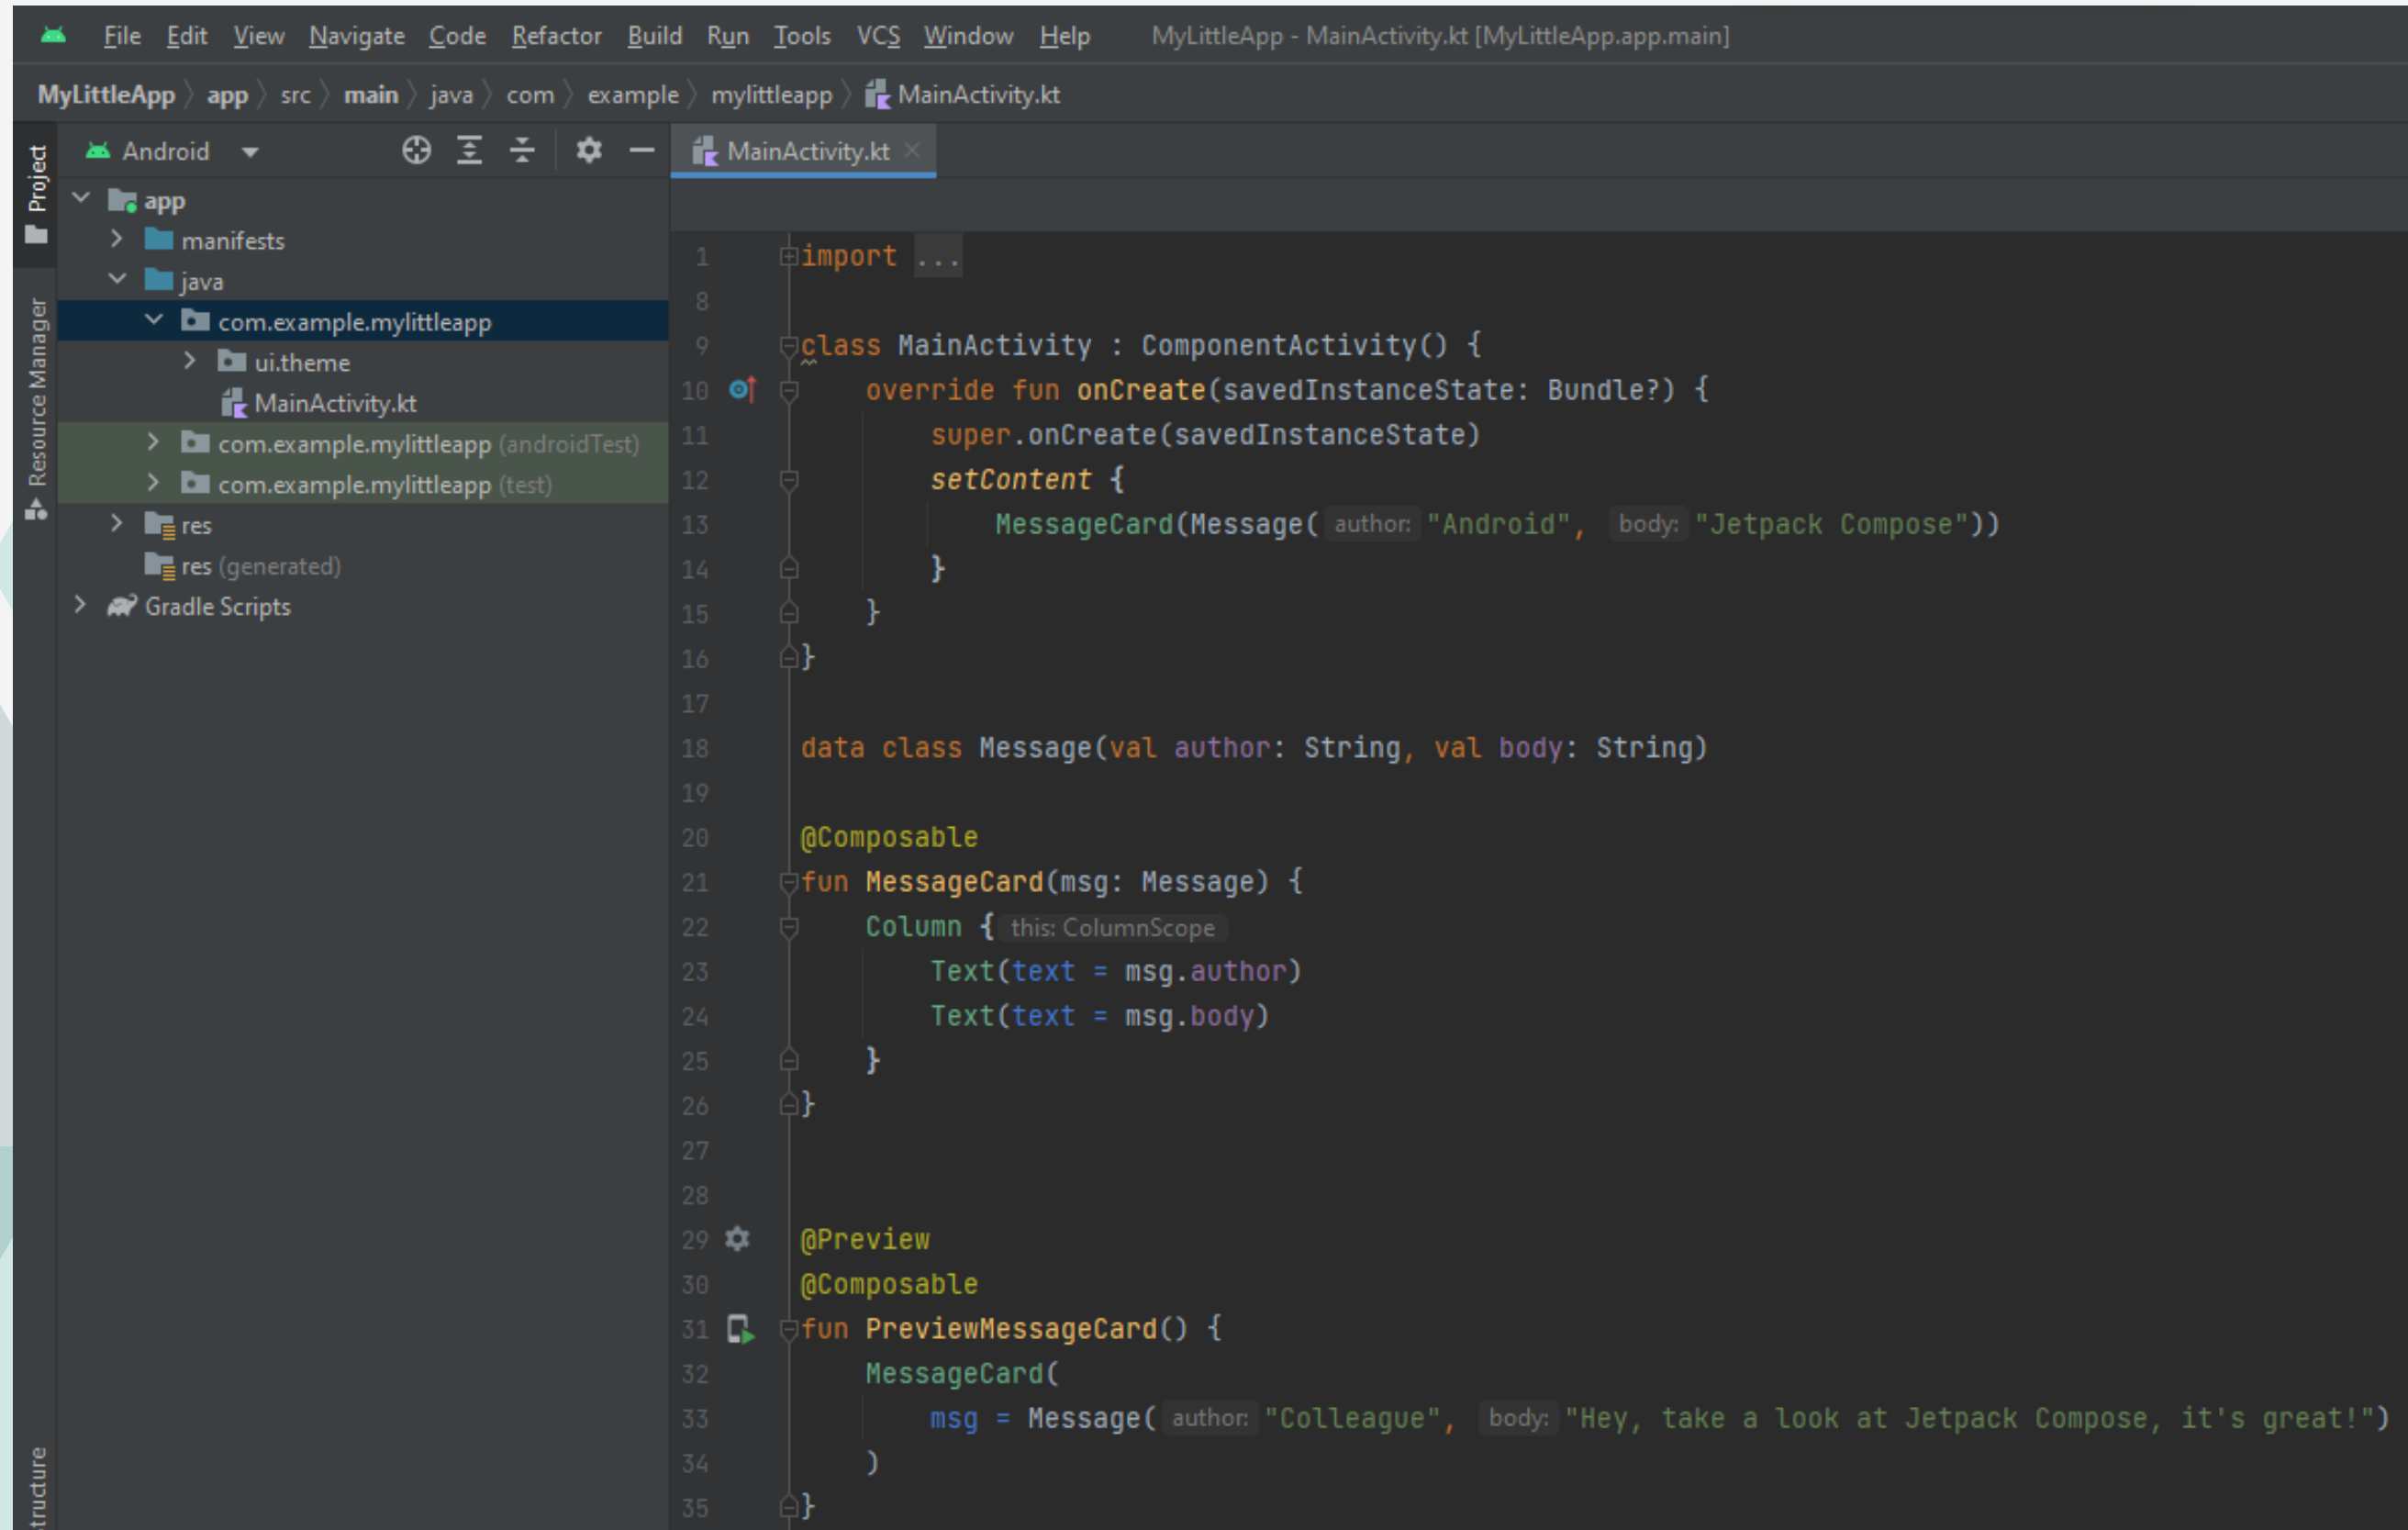 File Edit View Navigate Code Refactor Build Run Tools VCS Window Help MyLittleApp - MainActivity.kt [MyLittleApp.app.main]
MyLittleApp app src main java com example mylittleapp MainActivity.kt
Project
Resource Manager
Android
app
manifests
java
com.example.mylittleapp
ui.theme
MainActivity.kt
com.example.mylittleapp (androidTest)
com.example.mylittleapp (test)
res
res (generated)
Gradle Scripts
MainActivity.kt
1 import ...
8
9 class MainActivity : ComponentActivity() {
10 override fun onCreate(savedInstanceState: Bundle?) {
11 super.onCreate(savedInstanceState)
12 setContent {
13 MessageCard(Message( author: "Android", body: "Jetpack Compose"))
14 }
15 }
16 }
17
18 data class Message(val author: String, val body: String)
19
20 @Composable
21 fun MessageCard(msg: Message) {
22 Column { this: ColumnScope
23 Text(text = msg.author)
24 Text(text = msg.body)
25 }
26 }
27
28
29 @Preview
30 @Composable
31 fun PreviewMessageCard() {
32 MessageCard(
33 msg = Message( author: "Colleague", body: "Hey, take a look at Jetpack Compose, it's great!")
34 )
35 }